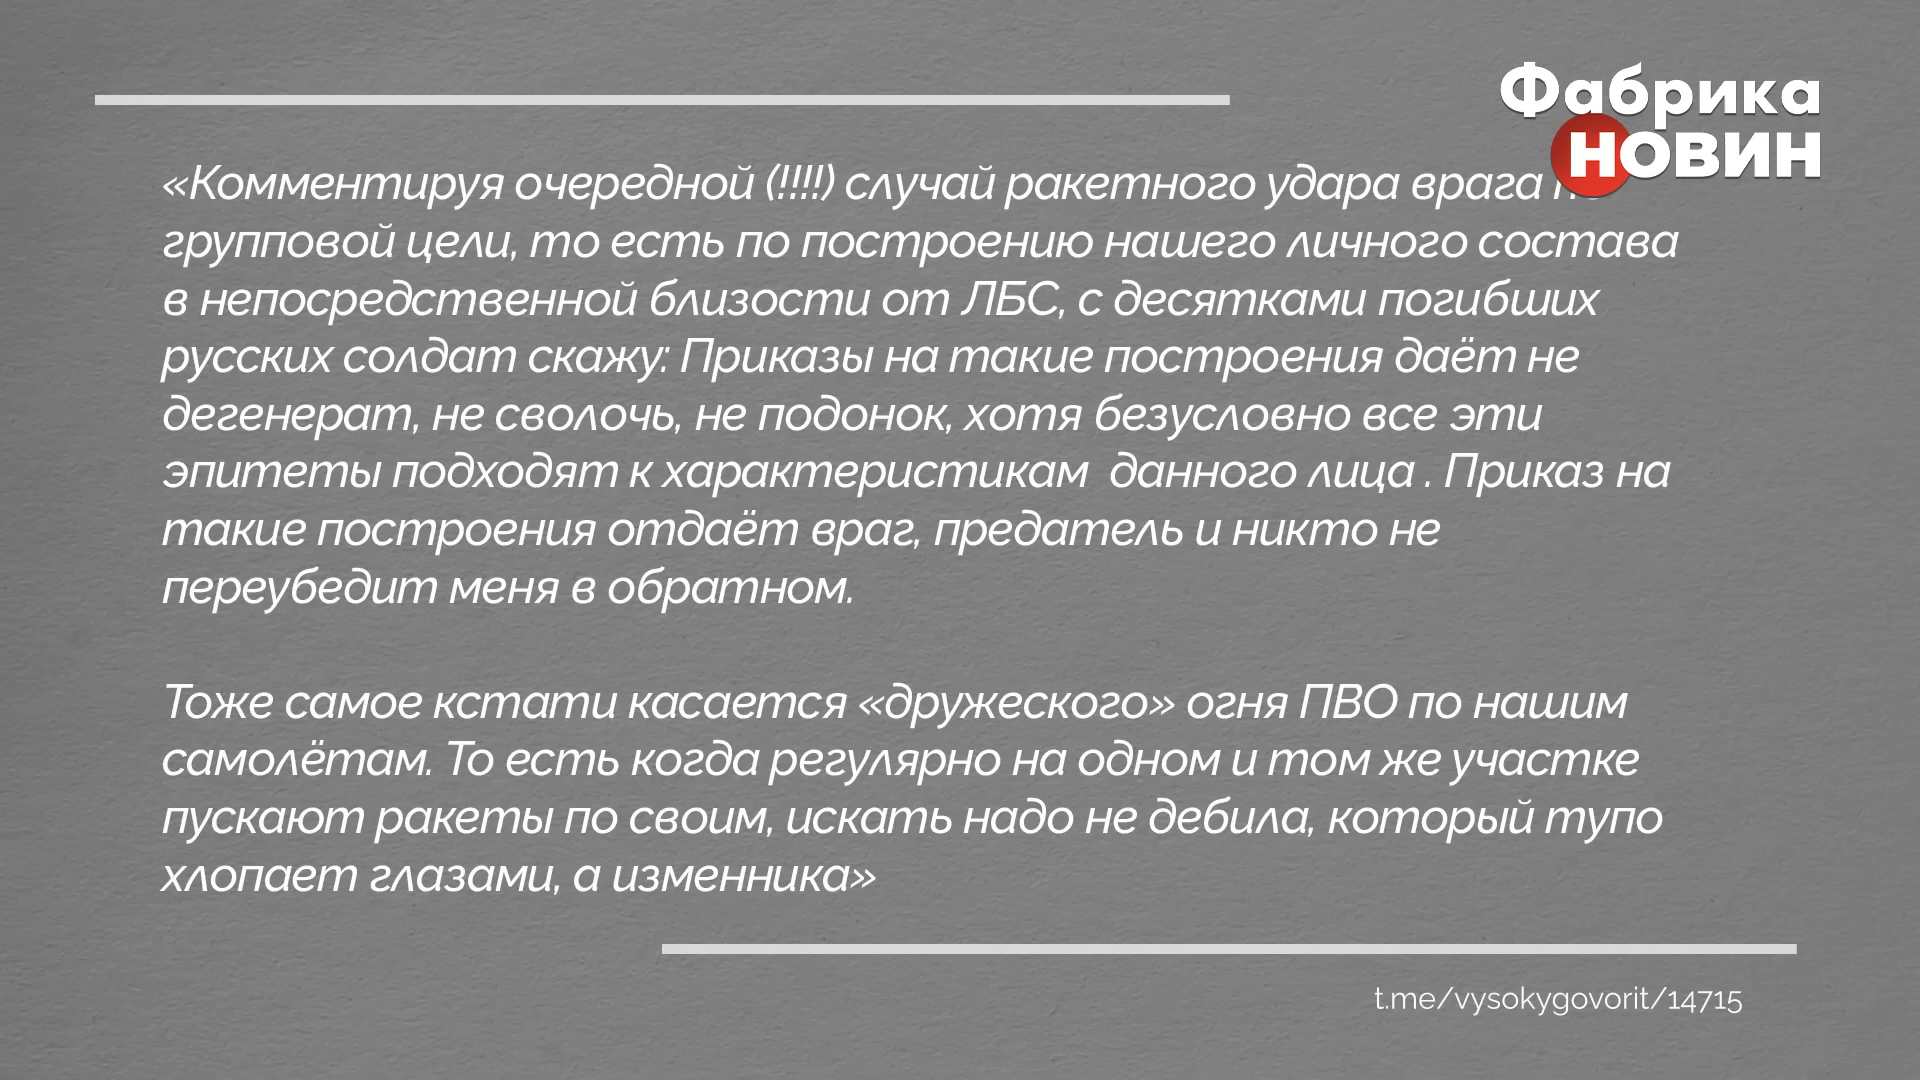 Фабрика
новин
«Комментируя очередной (!!!!) случай ракетного удара врага
групповой цели, то есть по построению нашего личного состава
в непосредственной близости от ЛБС, с десятками погибших
русских солдат скажу: Приказы на такие построения даёт не
дегенерат, не сволочь, не подонок, хотя безусловно все эти
эпитеты подходят к характеристикам  данного лица . Приказ на
такие построения отдаёт враг, предатель и никто не
переубедит меня в обратном.
Тоже самое кстати касается «дружеского» огня ПВО по нашим
самолётам. То есть когда регулярно на одном и том же участке
пускают ракеты по своим, искать надо не дебила, который тупо
хлопает глазами, а изменника»
t.me/vysokygovorit/14715